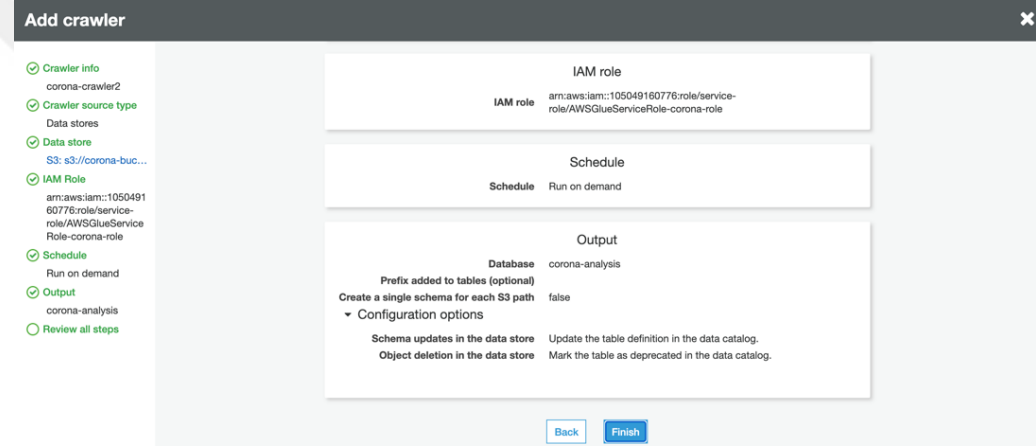 Add crawler
Crawler info
corona-crawler2
Crawler source type
Data stores
Data store
S3: s3://corona-buc...
IAM Role
arn:aws:iam::1050491
60776:role/service-
role/AWSGlueService
Role-corona-role
Schedule
Run on demand
Output
corona-analysis
Review all steps
IAM role
IAM role arn:aws:iam::105049160776:role/service-
role/AWSGlueServiceRole-corona-role
Schedule
Schedule Run on demand
Output
Database corona-analysis
Prefix added to tables (optional)
Create a single schema for each S3 path false
Configuration options
Schema updates in the data store Update the table definition in the data catalog.
Object deletion in the data store Mark the table as deprecated in the data catalog.
Back Finish